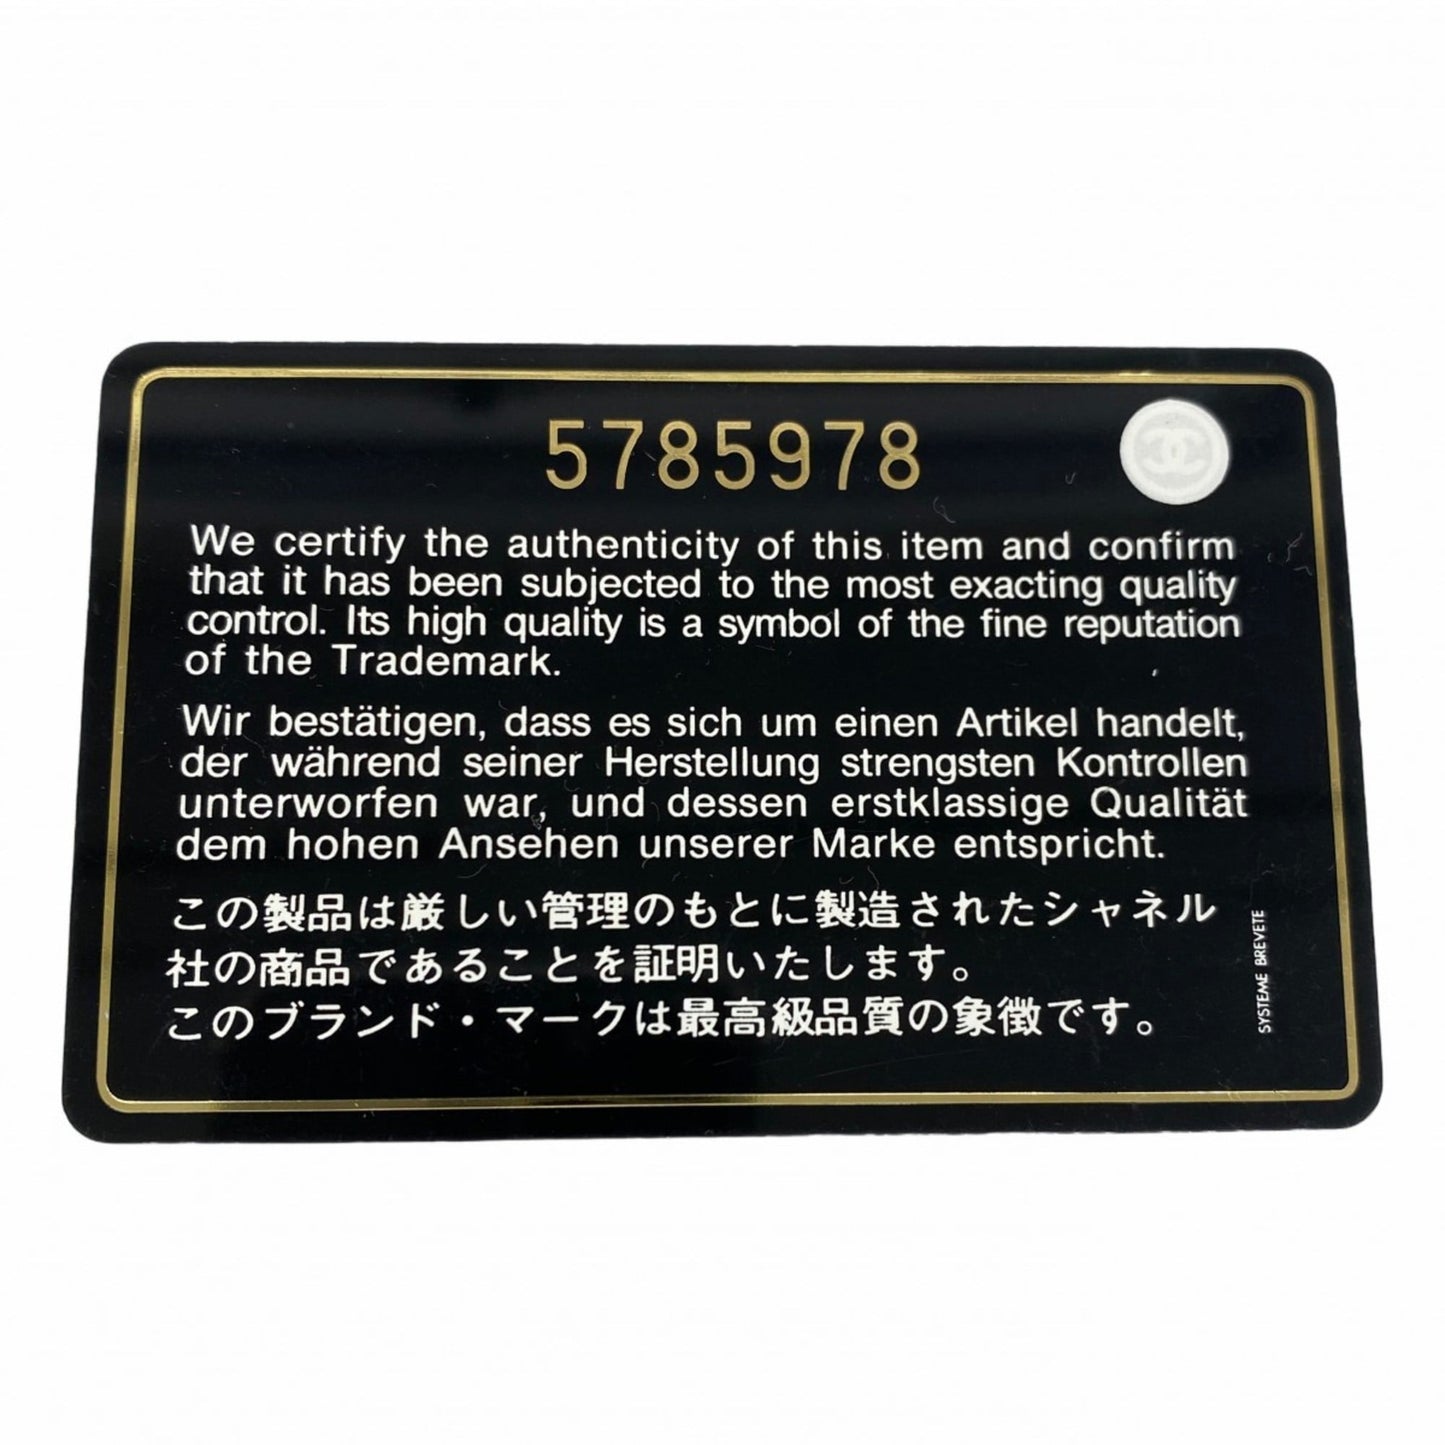 5785978
We certify the authenticity of this item and confirm
that it has been subjected to the most exacting quality
control. Its high quality is a symbol of the fine reputation
of the Trademark.
Wir bestätigen, dass es sich um einen Artikel handelt,
der während seiner Herstellung strengsten Kontrollen
unterworfen war, und dessen erstklassige Qualität
dem hohen Ansehen unserer Marke entspricht.
この製品は厳しい管理のもとに製造されたシャネル
社の商品であることを証明いたします。
このブランド・マークは最高級品質の象徴です。
SYSTEME BREVETE